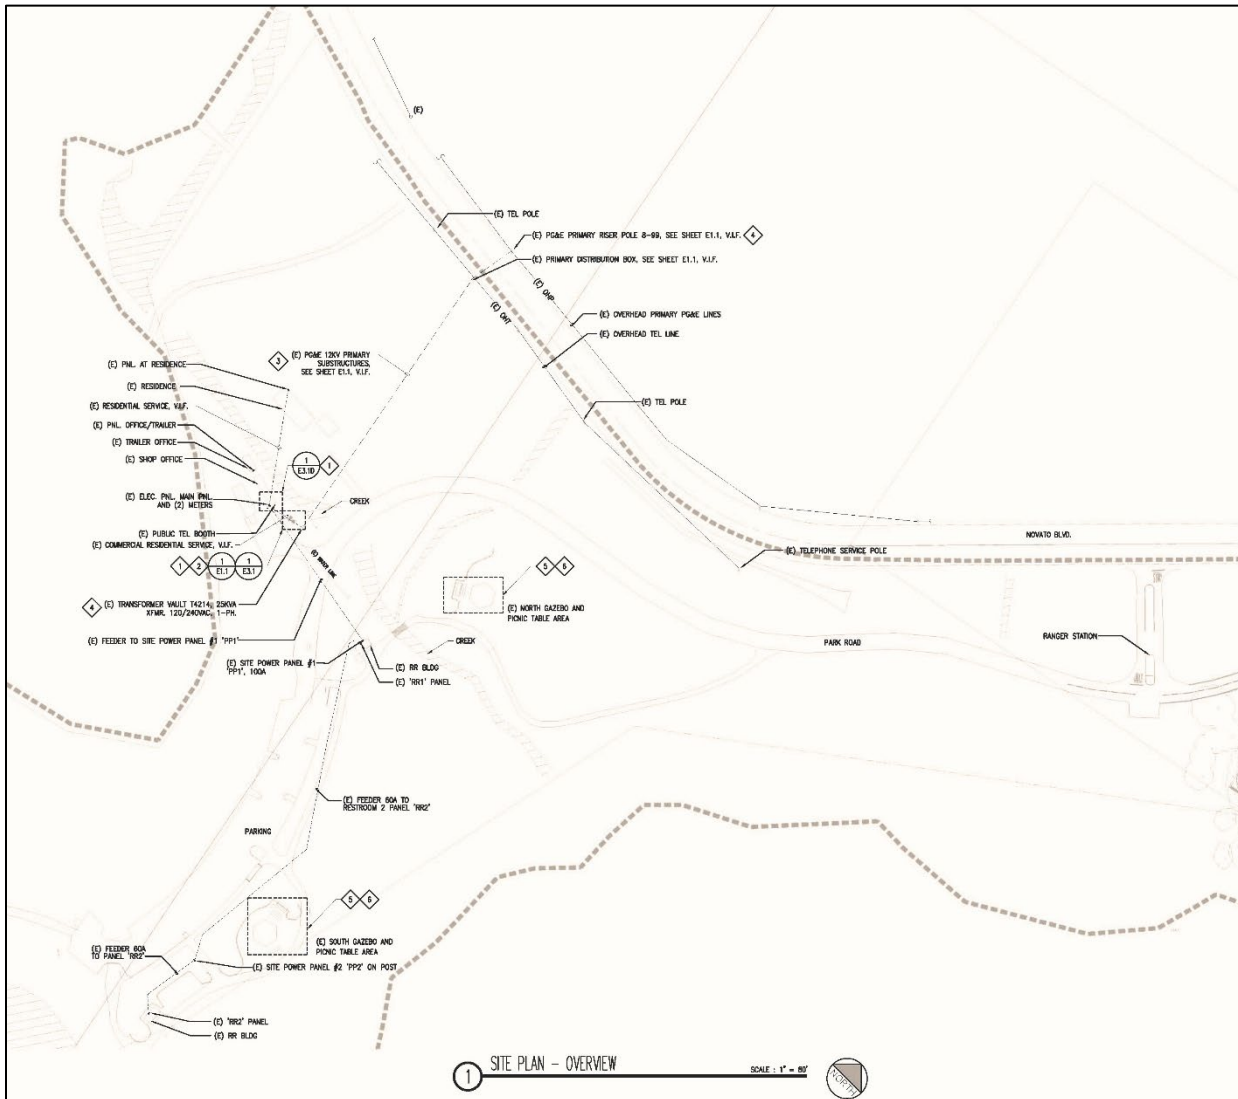 (E)
(E) TEL POLE
(E) PG&E PRIMARY RISER POLE 8-99, SEE SHEET E1.1, V.I.F.
4
(E) PRIMARY DISTRIBUTION BOX, SEE SHEET E1.1, V.I.F.
(E) OHP
(E) OHT
(E) OVERHEAD PRIMARY PG&E LINES
(E) OVERHEAD TEL LINE
3
(E) PG&E 12KV PRIMARY
SUBSTRUCTURES,
SEE SHEET E1.1, V.I.F.
(E) PNL. AT RESIDENCE
(E) RESIDENCE
(E) RESIDENTIAL SERVICE, V.I.F.
(E) PNL. OFFICE/TRAILER
(E) TRAILER OFFICE
(E) SHOP OFFICE
(E) TEL POLE
1
E3.1D
1
(E) ELEC. PNL. MAIN PNL.
AND (2) METERS
CREEK
(E) PUBLIC TEL BOOTH
(E) COMMERCIAL RESIDENTIAL SERVICE, V.I.F.
NOVATO BLVD.
(E) TELEPHONE SERVICE POLE
1
2
1
E1.1
1
E3.1
5
6
4
(E) TRANSFORMER VAULT T4214, 25KVA
XFMR. 120/240VAC, 1-PH.
(E) NORTH GAZEBO AND
PICNIC TABLE AREA
(E) FEEDER TO SITE POWER PANEL #1 'PP1'
CREEK
PARK ROAD
RANGER STATION
(E) SITE POWER PANEL #1
'PP1', 100A
(E) RR BLDG
(E) 'RR1' PANEL
(E) FEEDER 60A TO
RESTROOM 2 PANEL 'RR2'
PARKING
5
6
(E) SOUTH GAZEBO AND
PICNIC TABLE AREA
(E) FEEDER 60A
TO PANEL 'RR2'
(E) SITE POWER PANEL #2 'PP2' ON POST
(E) 'RR2' PANEL
(E) RR BLDG
1
SITE PLAN - OVERVIEW
SCALE : 1" = 80'
NORTH